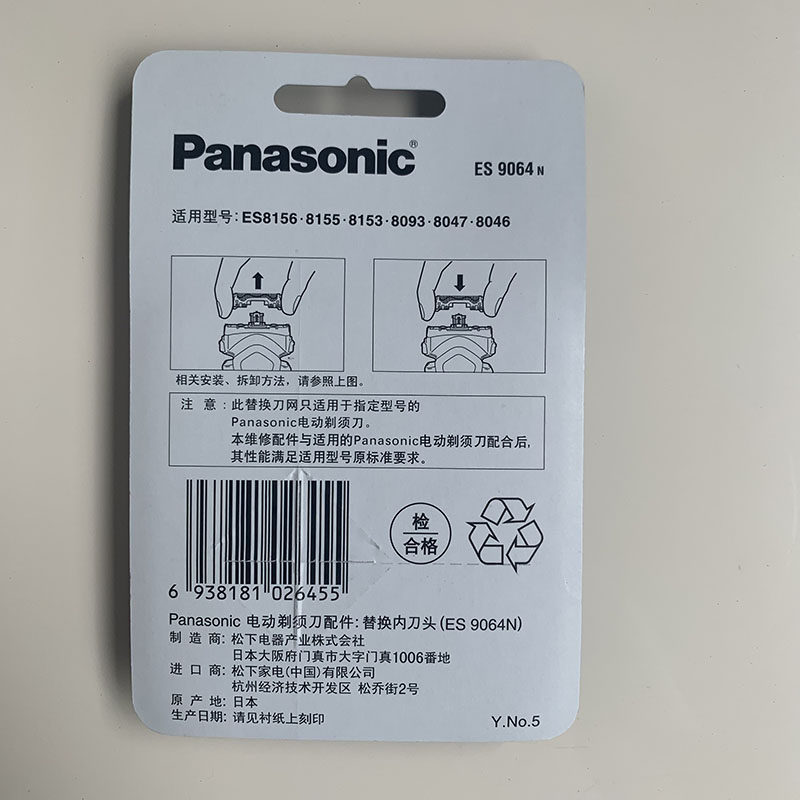 Panasonic®
ES 9064 N
适用型号：ES8156·8155·8153·8093·8047·8046
相关安装、拆卸方法，请参照上图。
注 意：此替换刀网只适用于指定型号的
Panasonic电动剃须刀。
本维修配件与适用的Panasonic电动剃须刀配合后，
其性能满足适用型号原标准要求。
检
合格
6 938181 026455
Panasonic 电动剃须刀配件：替换内刀头(ES 9064N)
制 造 商：松下电器产业株式会社
日本大阪府门真市大字门真1006番地
进 口 商：松下家电(中国)有限公司
杭州经济技术开发区 松乔街2号
原 产 地：日本
生产日期：请见衬纸上刻印
Y.No.5